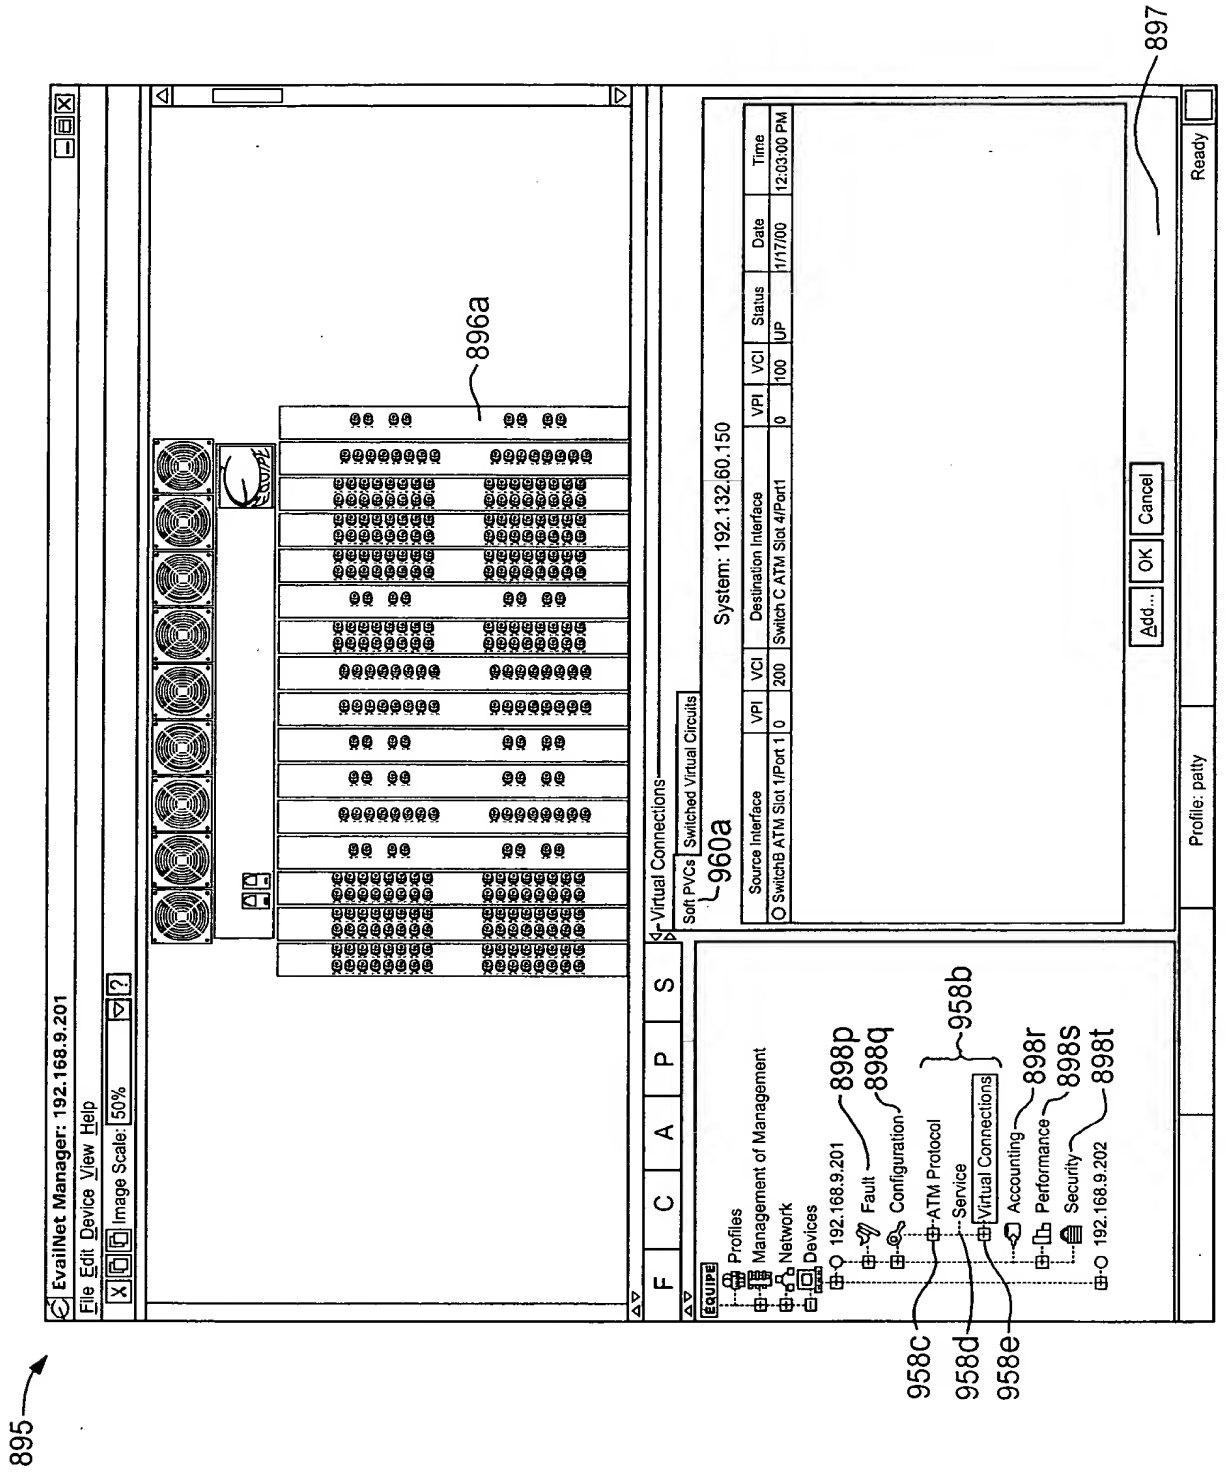 895
EvailNet Manager: 192.168.9.201
File Edit Device View Help
X Image Scale: 50% ?
896a
F C A P S
EQUIPE
Profiles
Management of Management
Network
Devices
192.168.9.201
Fault
Configuration
ATM Protocol
Service
Virtual Connections
Accounting
Performance
Security
192.168.9.202
898p
898q
958b
898r
898s
898t
958c
958d
958e
Virtual Connections
Soft PVCs Switched Virtual Circuits
960a
System: 192.132.60.150
Source Interface VPI VCI Destination Interface VPI VCI Status Date Time
SwitchB ATM Slot 1/Port 1 0 200 Switch C ATM Slot 4/Port1 0 100 UP 1/17/00 12:03:00 PM
Add... OK Cancel
897
Profile: patty Ready